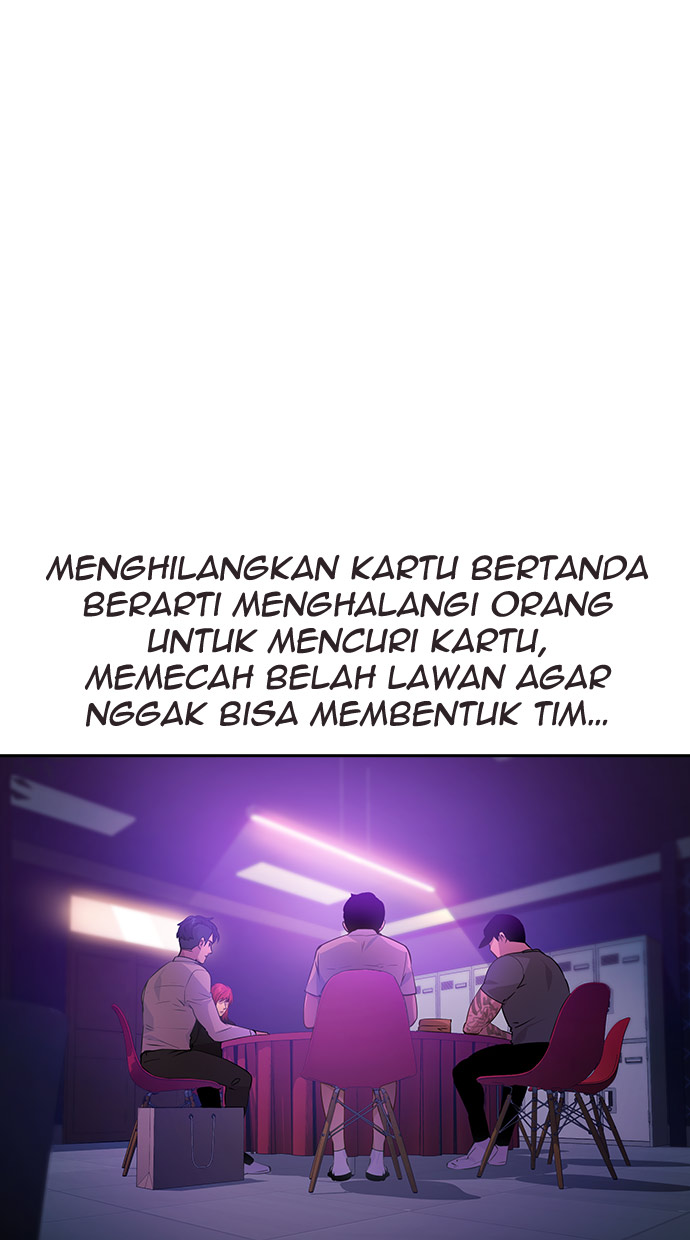 MENGHILANGKAN KARTU BERTANDA
BERARTI MENGHALANGI ORANG
UNTUK MENCURI KARTU,
MEMECAH BELAH LAWAN AGAR
NGGAK BISA MEMBENTUK TIM...